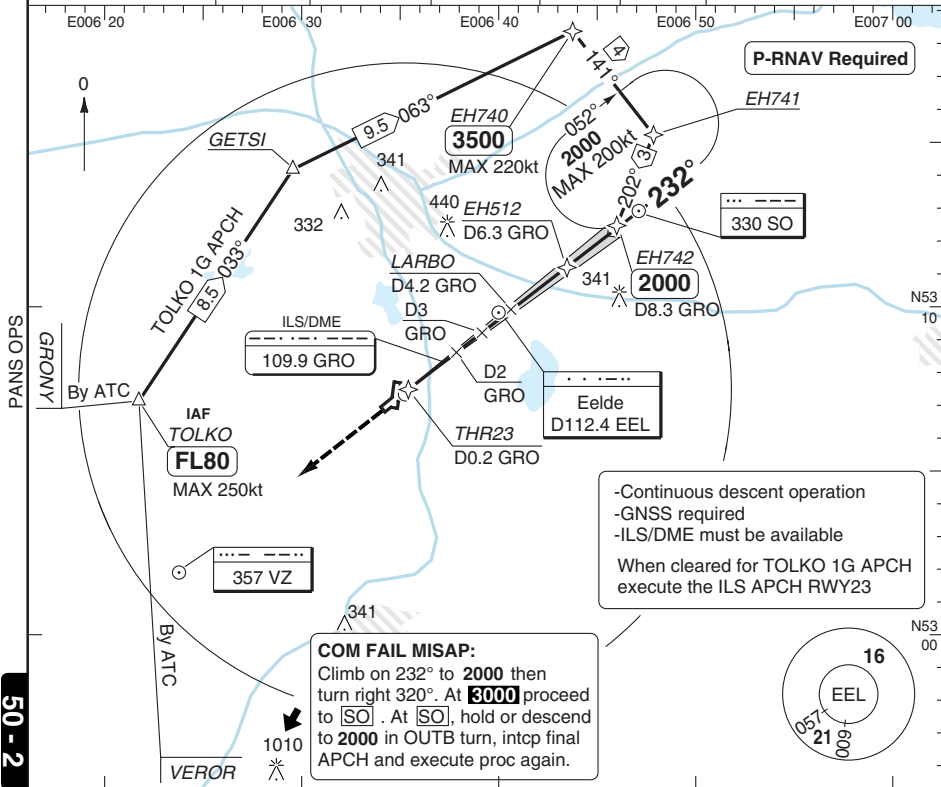 E006 20
E006 30
E006 40
E006 50
E007 00
P-RNAV Required
0
4
141°
EH741
9.5
063°
EH740
3500
MAX 220kt
052°
2000
MAX 200kt
GETSI
341
3
202°
232°
332
440
EH512
D6.3 GRO
330 SO
TOLKO 1G APCH
8.5
033°
LARBO
D4.2 GRO
341
EH742
2000
D8.3 GRO
D3
GRO
N53
10
ILS/DME
109.9 GRO
PANS OPS
GRONY
By ATC
D2
GRO
Eelde
D112.4 EEL
IAF
TOLKO
FL80
MAX 250kt
THR23
D0.2 GRO
-Continuous descent operation
-GNSS required
-ILS/DME must be available
When cleared for TOLKO 1G APCH
execute the ILS APCH RWY23
357 VZ
341
N53
00
By ATC
COM FAIL MISAP:
Climb on 232° to 2000 then
turn right 320°. At 3000 proceed
to SO . At SO, hold or descend
to 2000 in OUTB turn, intcp final
APCH and execute proc again.
16
EEL
057
21
009
50 - 2
1010
VEROR